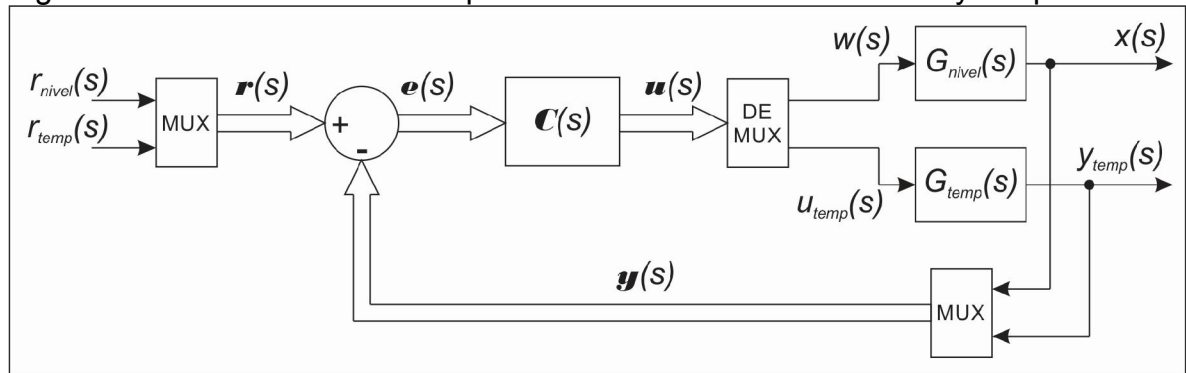 r_nivel(s)
r_temp(s)
MUX
r(s)
+
-
e(s)
C(s)
u(s)
DE
MUX
w(s)
u_temp(s)
G_nivel(s)
G_temp(s)
x(s)
y_temp(s)
y(s)
MUX